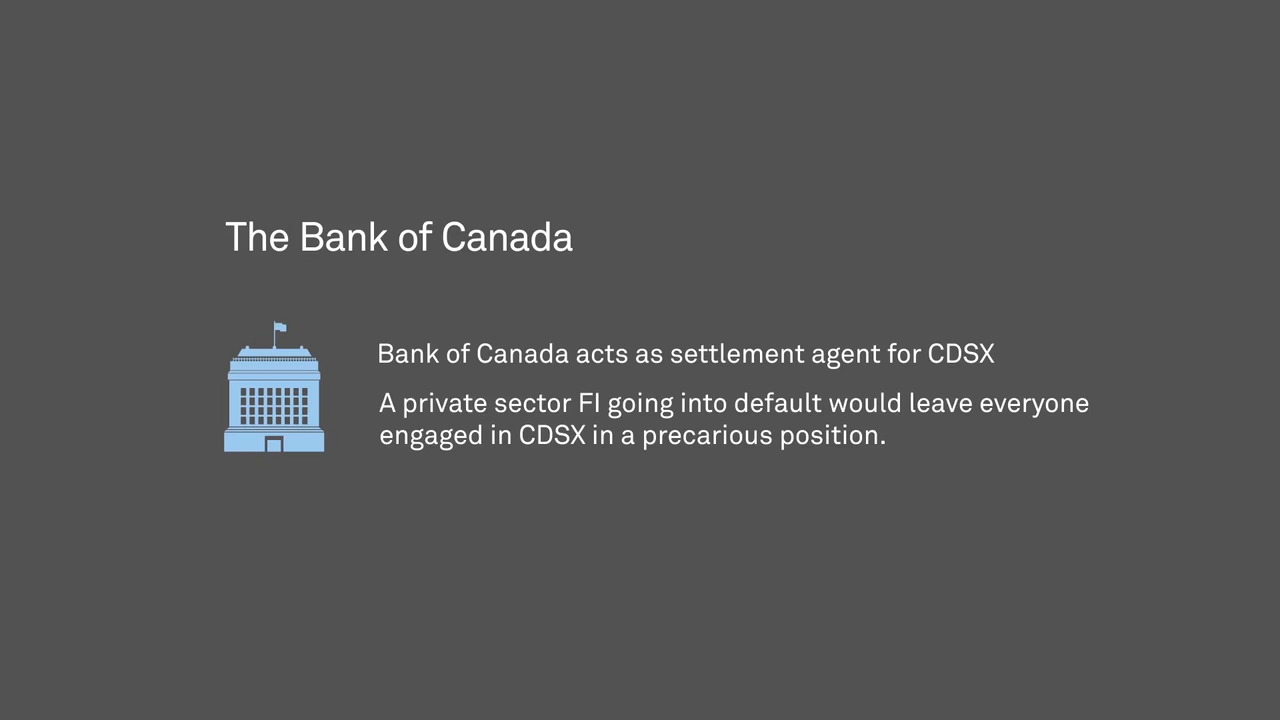 The Bank of Canada
Bank of Canada acts as settlement agent for CDSX
A private sector FI going into default would leave everyone
engaged in CDSX in a precarious position.